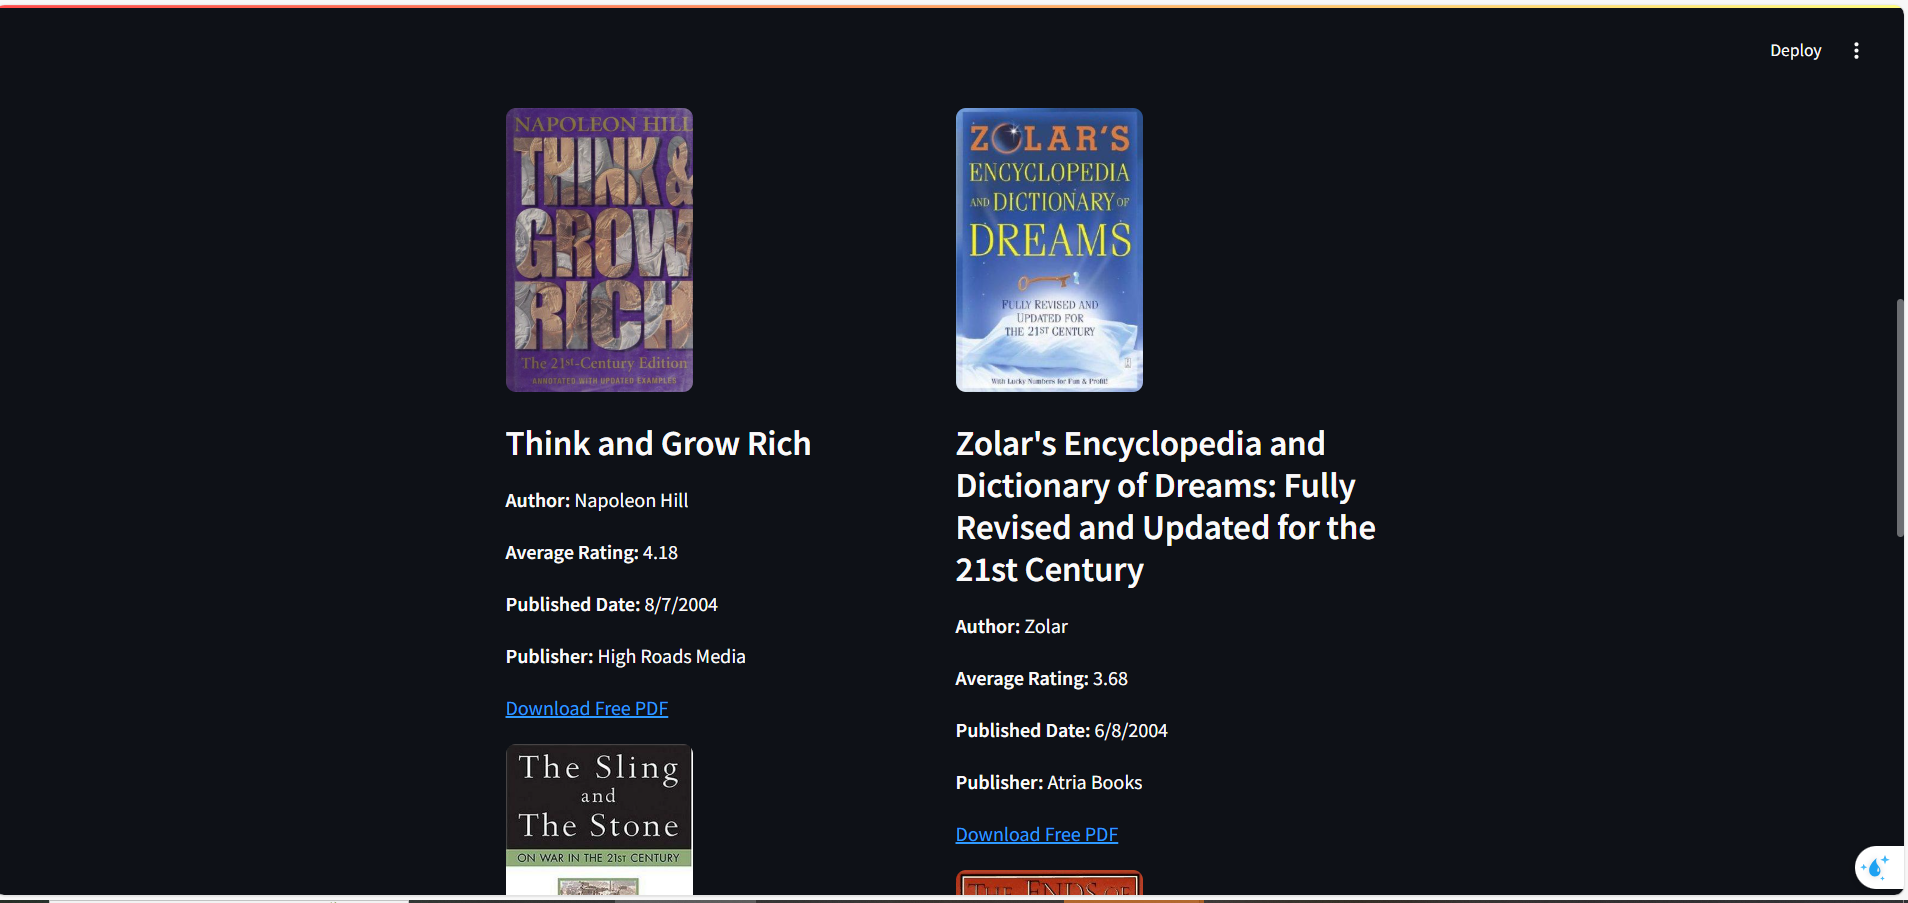 Deploy
NAPOLEON HILL
THINK &
GROW
RICH
The 21st-Century Edition
ANNOTATED WITH UPDATED EXAMPLES
Think and Grow Rich
Author: Napoleon Hill
Average Rating: 4.18
Published Date: 8/7/2004
Publisher: High Roads Media
Download Free PDF
The Sling
and
The Stone
ON WAR IN THE 21ST CENTURY
ZOLAR'S
ENCYCLOPEDIA
AND DICTIONARY OF
DREAMS
FULLY REVISED AND
UPDATED FOR
THE 21ST CENTURY
With Lucky Numbers for Fun & Profit!
Zolar's Encyclopedia and
Dictionary of Dreams: Fully
Revised and Updated for the
21st Century
Author: Zolar
Average Rating: 3.68
Published Date: 6/8/2004
Publisher: Atria Books
Download Free PDF
THE ENDS OF